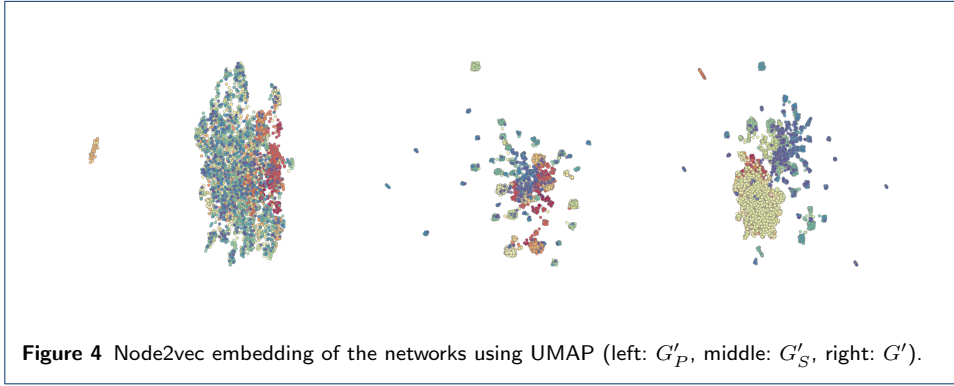 Figure 4 Node2vec embedding of the networks using UMAP (left: G′_P, middle: G′_S, right: G′).